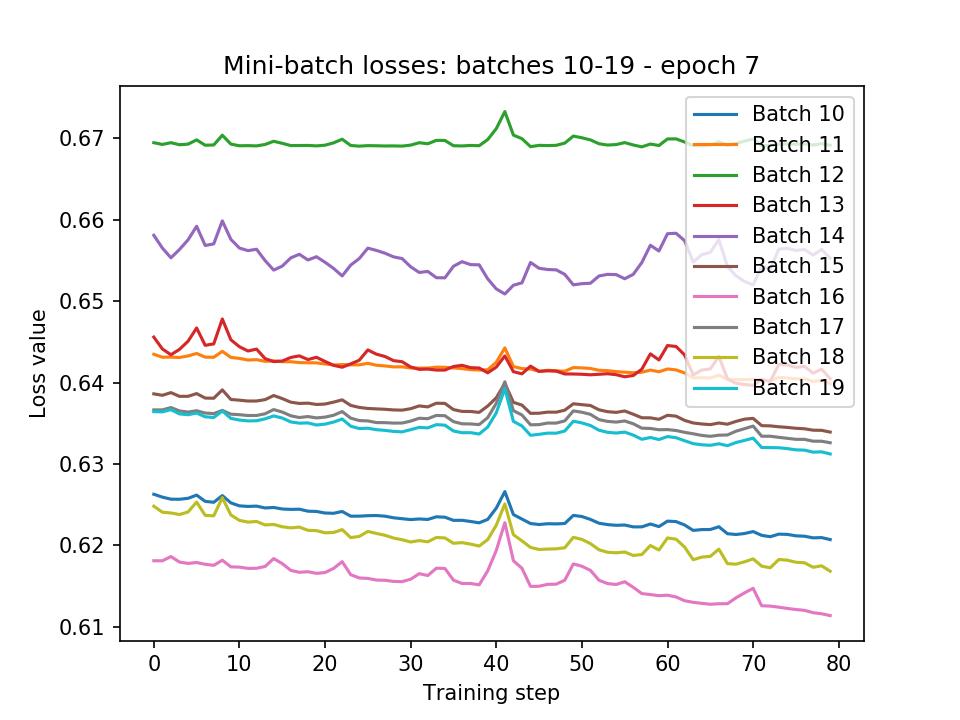 Mini-batch losses: batches 10-19 - epoch 7
Loss value
0.67
0.66
0.65
0.64
0.63
0.62
0.61
Batch 10
Batch 11
Batch 12
Batch 13
Batch 14
Batch 15
Batch 16
Batch 17
Batch 18
Batch 19
0 10 20 30 40 50 60 70 80
Training step